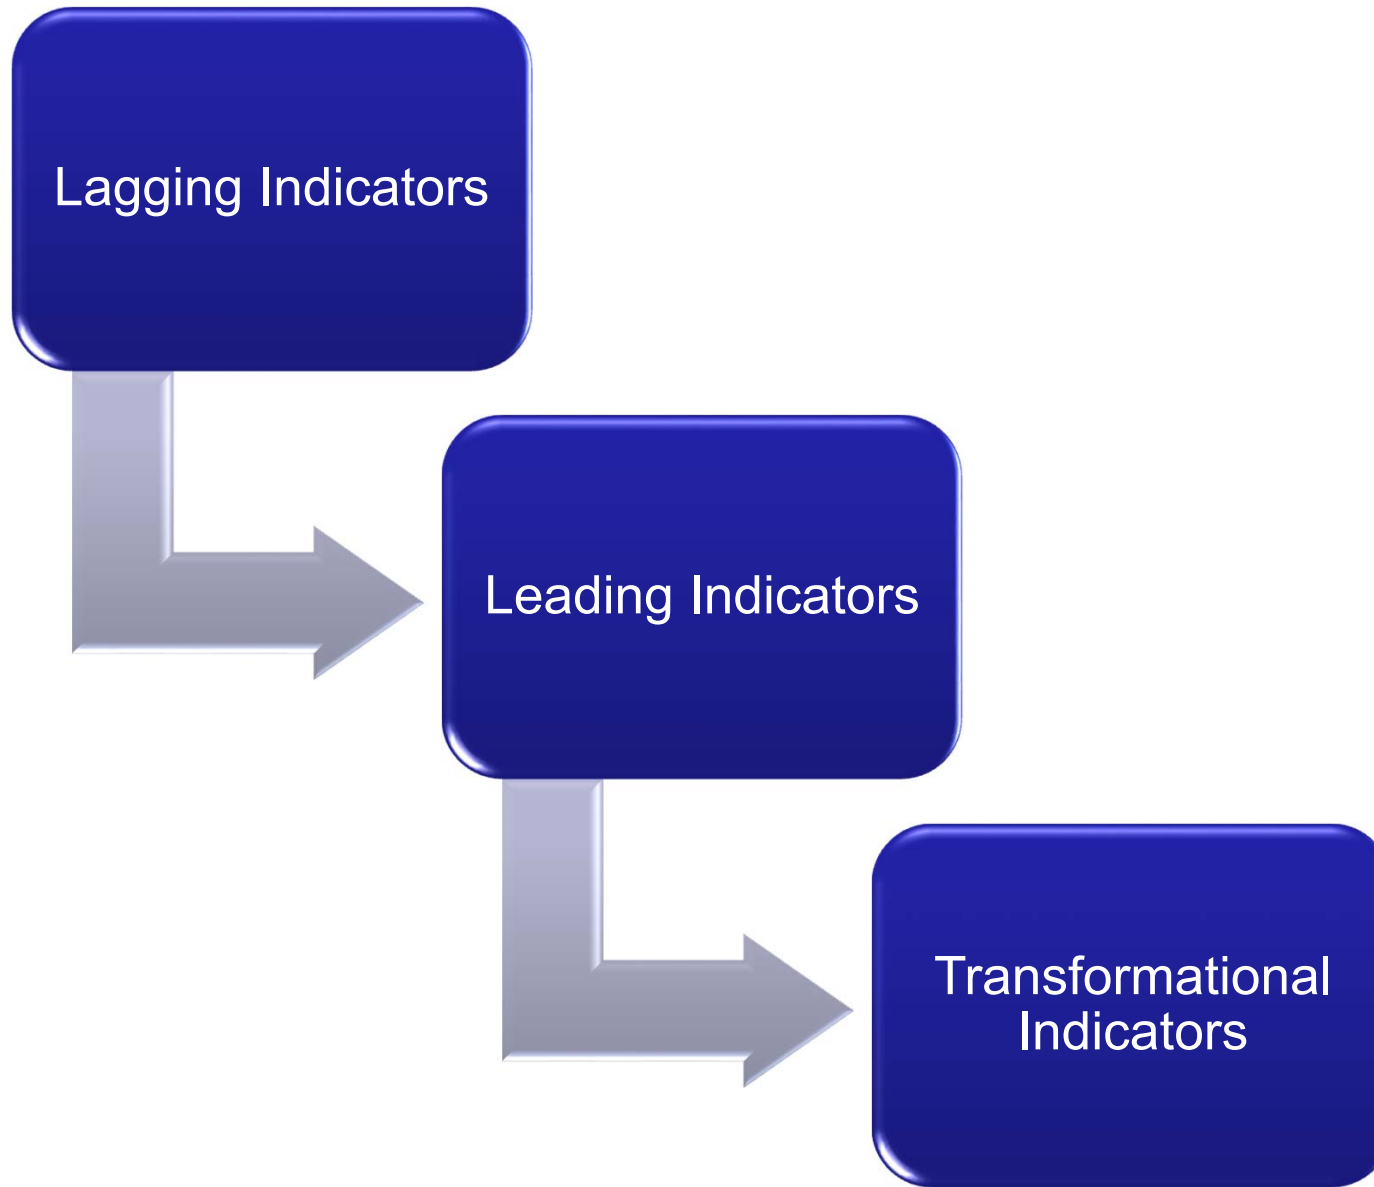 Lagging Indicators
Leading Indicators
Transformational
Indicators